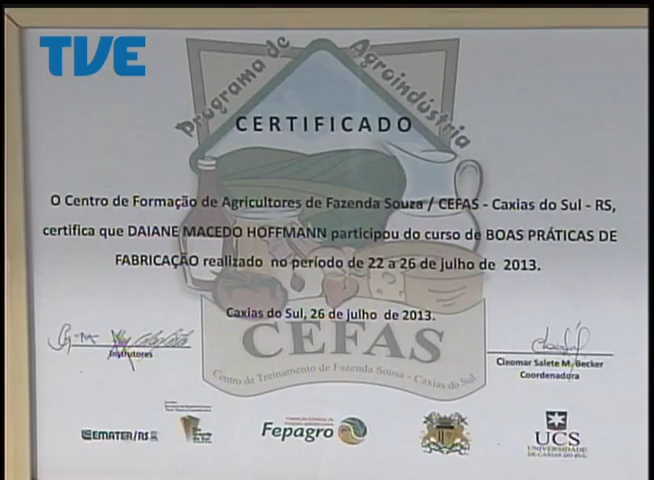 TVE
Programa de Agroindústria
CERTIFICADO
O Centro de Formação de Agricultores de Fazenda Souza / CEFAS - Caxias do Sul - RS,
certifica que DAIANE MACEDO HOFFMANN participou do curso de BOAS PRÁTICAS DE
FABRICAÇÃO realizado no período de 22 a 26 de julho de 2013.
Caxias do Sul, 26 de julho de 2013.
CEFAS
Centro de Treinamento de Fazenda Sousa - Caxias do Sul
Instrutores
Cleomar Salete M. Becker
Coordenadora
EMATER/RS
Fepagro
UCS
UNIVERSIDADE
DE CAXIAS DO SUL